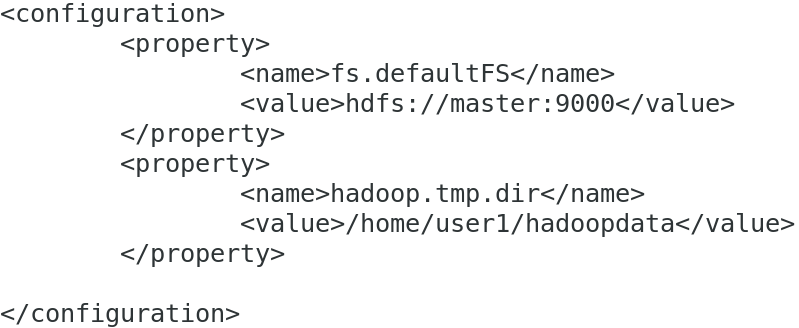 <configuration>
        <property>
                <name>fs.defaultFS</name>
                <value>hdfs://master:9000</value>
        </property>
        <property>
                <name>hadoop.tmp.dir</name>
                <value>/home/user1/hadoopdata</value>
        </property>

</configuration>